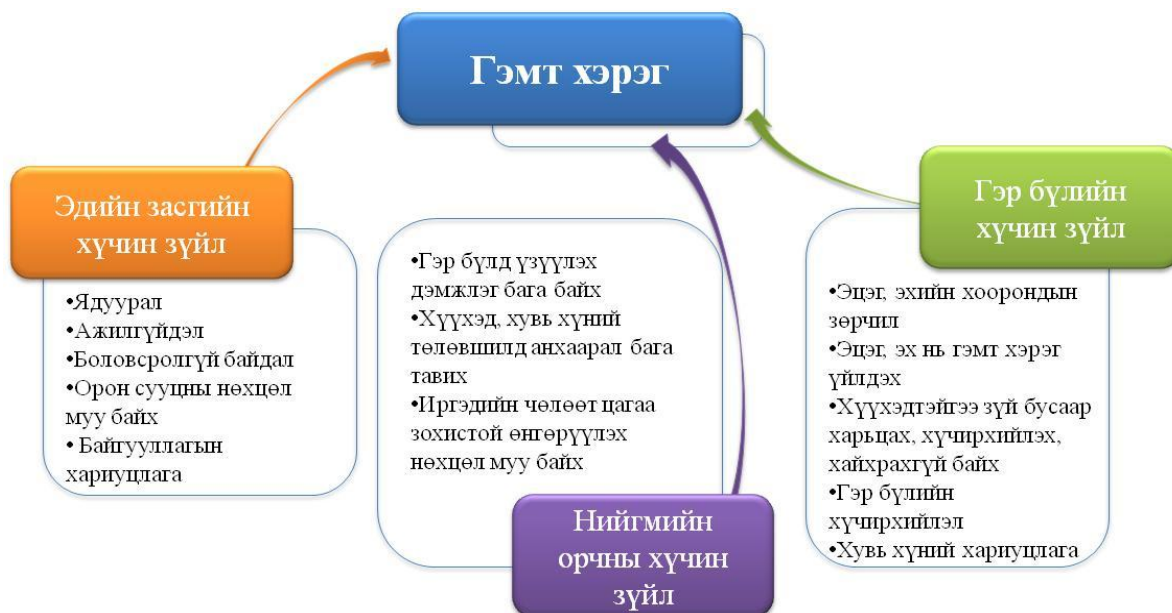 Гэмт хэрэг
Эдийн засгийн
хүчин зүйл
•Ядуурал
•Ажилгүйдэл
•Боловсролгүй байдал
•Орон сууцны нөхцөл
муу байх
• Байгууллагын
хариуцлага
•Гэр бүлд үзүүлэх
дэмжлэг бага байх
•Хүүхэд, хувь хүний
төлөвшилд анхаарал бага
тавих
•Иргэдийн чөлөөт цагаа
зохистой өнгөрүүлэх
нөхцөл муу байх
Нийгмийн
орчны хүчин
зүйл
Гэр бүлийн
хүчин зүйл
•Эцэг, эхийн хоорондын
зөрчил
•Эцэг, эх нь гэмт хэрэг
үйлдэх
•Хүүхэдтэйгээ зүй бусаар
харьцах, хүчирхийлэх,
хайхрахгүй байх
•Гэр бүлийн
хүчирхийлэл
•Хувь хүний хариуцлага